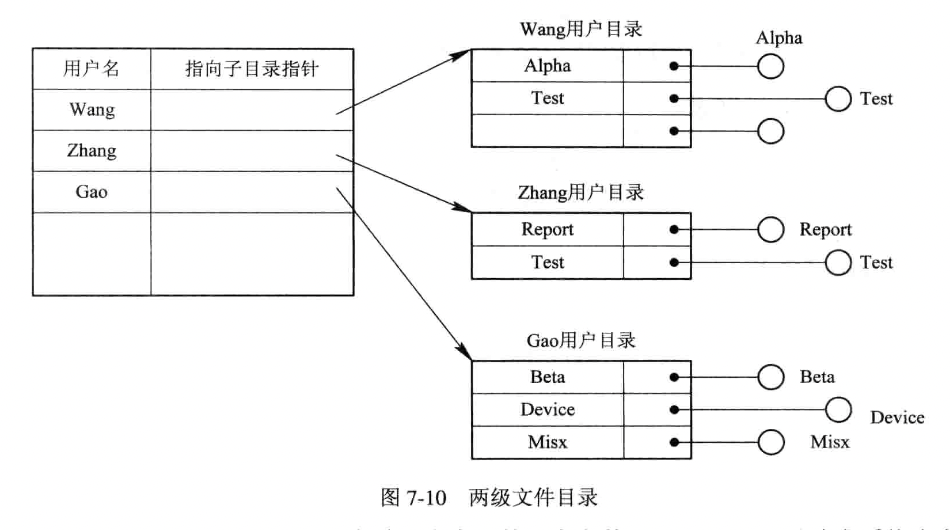 用户名 指向子目录指针
Wang
Zhang
Gao
Wang用户目录
Alpha
Alpha
Test
Test
Zhang用户目录
Report
Report
Test
Test
Gao用户目录
Beta
Beta
Device
Device
Misx
Misx
图 7-10 两级文件目录